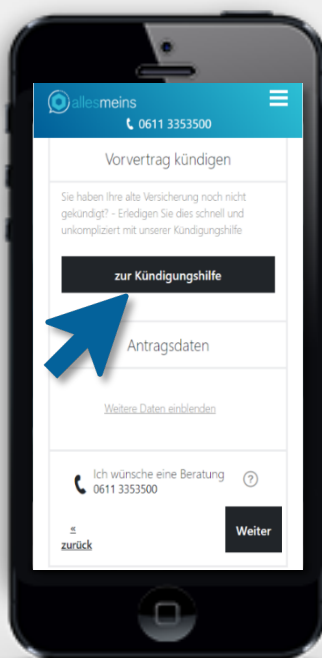 allesmeins
0611 3353500
Vorvertrag kündigen
Sie haben Ihre alte Versicherung noch nicht
gekündigt? - Erledigen Sie dies schnell und
unkompliziert mit unserer Kündigungshilfe
zur Kündigungshilfe
Antragsdaten
Weitere Daten einblenden
Ich wünsche eine Beratung
0611 3353500
?
«
zurück
Weiter